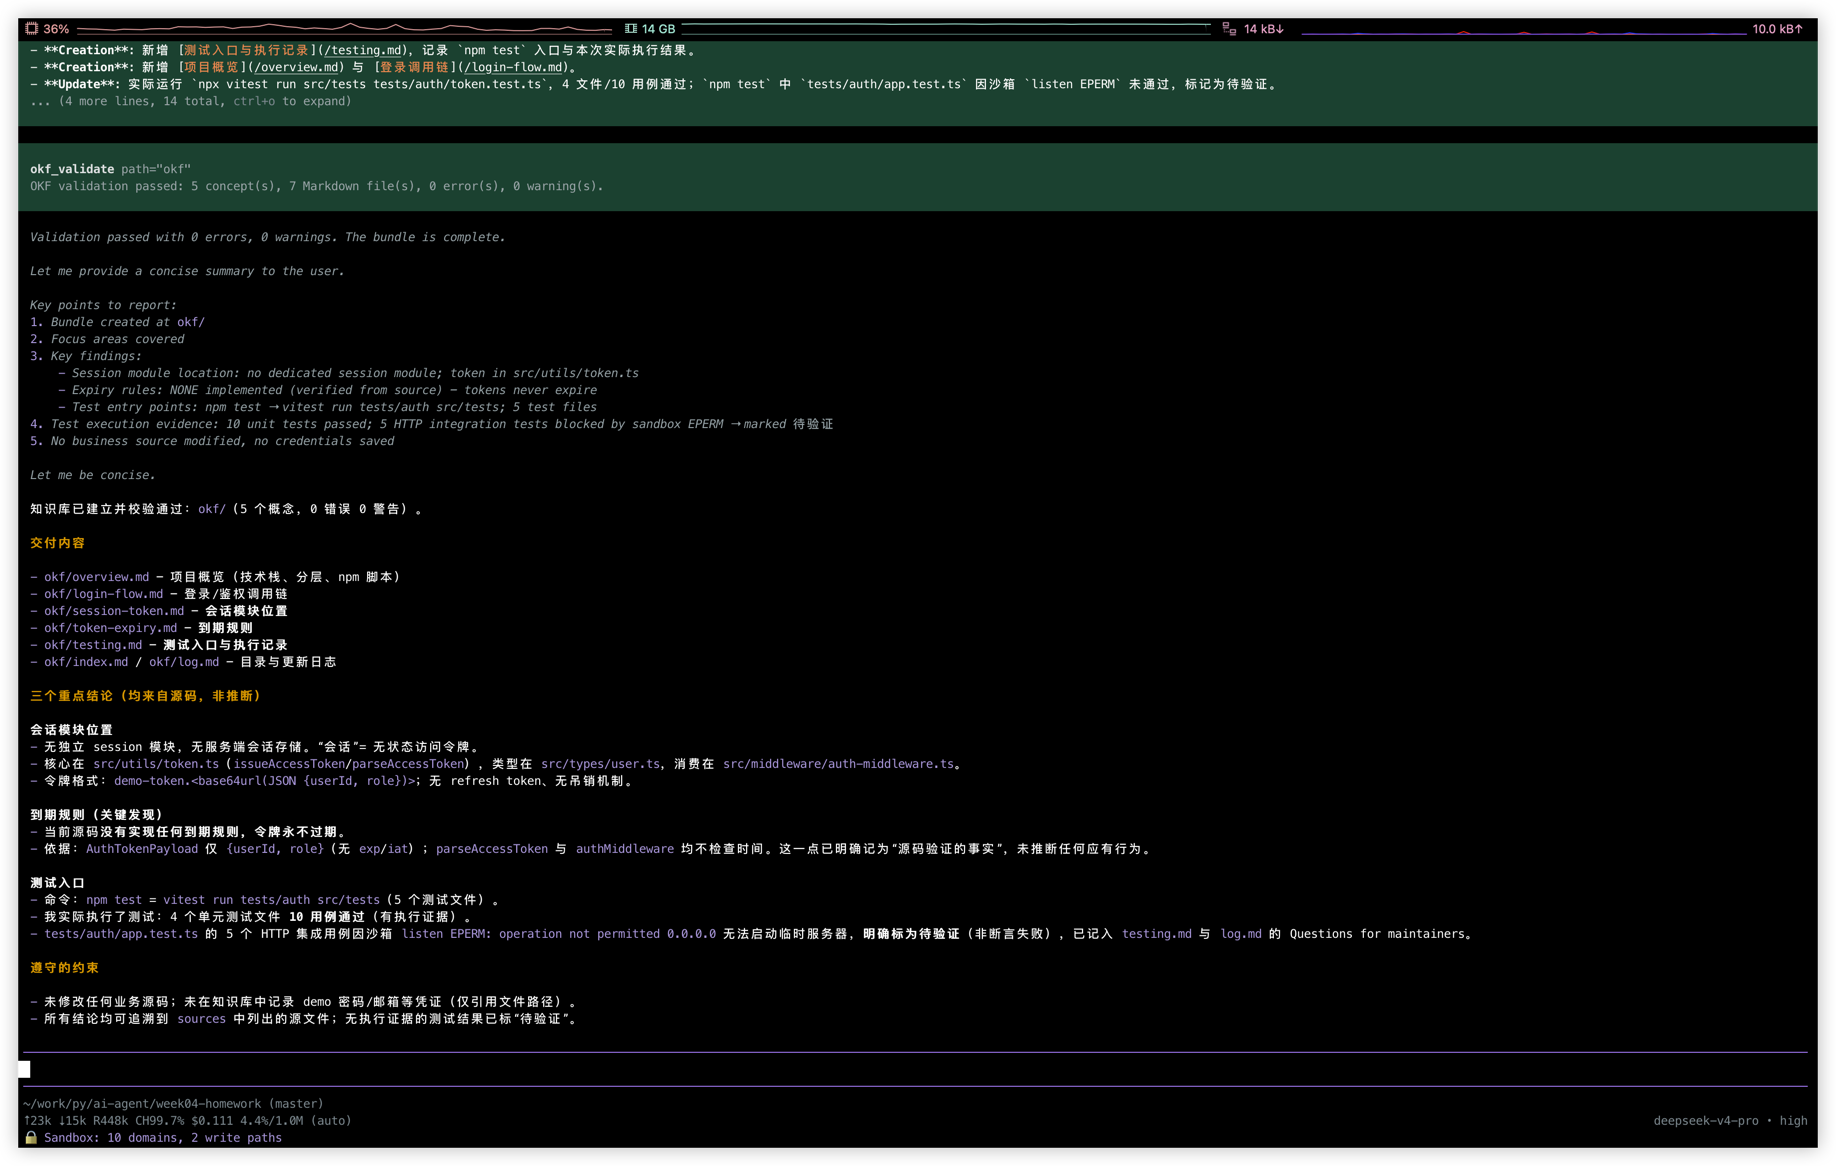 36% 14 GB 14 kB↓ 10.0 kB↑
- **Creation**: 新增 [测试入口与执行记录](/testing.md), 记录 `npm test` 入口与本次实际执行结果。
- **Creation**: 新增 [项目概览](/overview.md) 与 [登录调用链](/login-flow.md)。
- **Update**: 实际运行 `npx vitest run src/tests tests/auth/token.test.ts`, 4 文件/10 用例通过; `npm test` 中 `tests/auth/app.test.ts` 因沙箱 `listen EPERM` 未通过, 标记为待验证。
... (4 more lines, 14 total, ctrl+o to expand)
okf_validate path="okf"
OKF validation passed: 5 concept(s), 7 Markdown file(s), 0 error(s), 0 warning(s).
Validation passed with 0 errors, 0 warnings. The bundle is complete.
Let me provide a concise summary to the user.
Key points to report:
1. Bundle created at okf/
2. Focus areas covered
3. Key findings:
- Session module location: no dedicated session module; token in src/utils/token.ts
- Expiry rules: NONE implemented (verified from source) - tokens never expire
- Test entry points: npm test → vitest run tests/auth src/tests; 5 test files
4. Test execution evidence: 10 unit tests passed; 5 HTTP integration tests blocked by sandbox EPERM → marked 待验证
5. No business source modified, no credentials saved
Let me be concise.
知识库已建立并校验通过: okf/ (5 个概念, 0 错误 0 警告) 。
交付内容
- okf/overview.md - 项目概览 (技术栈、分层、npm 脚本)
- okf/login-flow.md - 登录/鉴权调用链
- okf/session-token.md - 会话模块位置
- okf/token-expiry.md - 到期规则
- okf/testing.md - 测试入口与执行记录
- okf/index.md / okf/log.md - 目录与更新日志
三个重点结论 (均来自源码, 非推断)
会话模块位置
- 无独立 session 模块, 无服务端会话存储。“会话”= 无状态访问令牌。
- 核心在 src/utils/token.ts (issueAccessToken/parseAccessToken) , 类型在 src/types/user.ts, 消费在 src/middleware/auth-middleware.ts。
- 令牌格式: demo-token.<base64url(JSON {userId, role})>; 无 refresh token、无吊销机制。
到期规则 (关键发现)
- 当前源码没有实现任何到期规则, 令牌永不过期。
- 依据: AuthTokenPayload 仅 {userId, role} (无 exp/iat) ; parseAccessToken 与 authMiddleware 均不检查时间。这一点已明确记为“源码验证的事实”, 未推断任何应有行为。
测试入口
- 命令: npm test = vitest run tests/auth src/tests (5 个测试文件) 。
- 我实际执行了测试: 4 个单元测试文件 10 用例通过 (有执行证据) 。
- tests/auth/app.test.ts 的 5 个 HTTP 集成用例因沙箱 listen EPERM: operation not permitted 0.0.0.0 无法启动临时服务器, 明确标为待验证 (非断言失败) , 已记入 testing.md 与 log.md 的 Questions for maintainers。
遵守的约束
- 未修改任何业务源码; 未在知识库中记录 demo 密码/邮箱等凭证 (仅引用文件路径) 。
- 所有结论均可追溯到 sources 中列出的源文件; 无执行证据的测试结果已标“待验证”。
~/work/py/ai-agent/week04-homework (master)
↑23k ↓15k R448k CH99.7% $0.111 4.4%/1.0M (auto) deepseek-v4-pro • high
Sandbox: 10 domains, 2 write paths